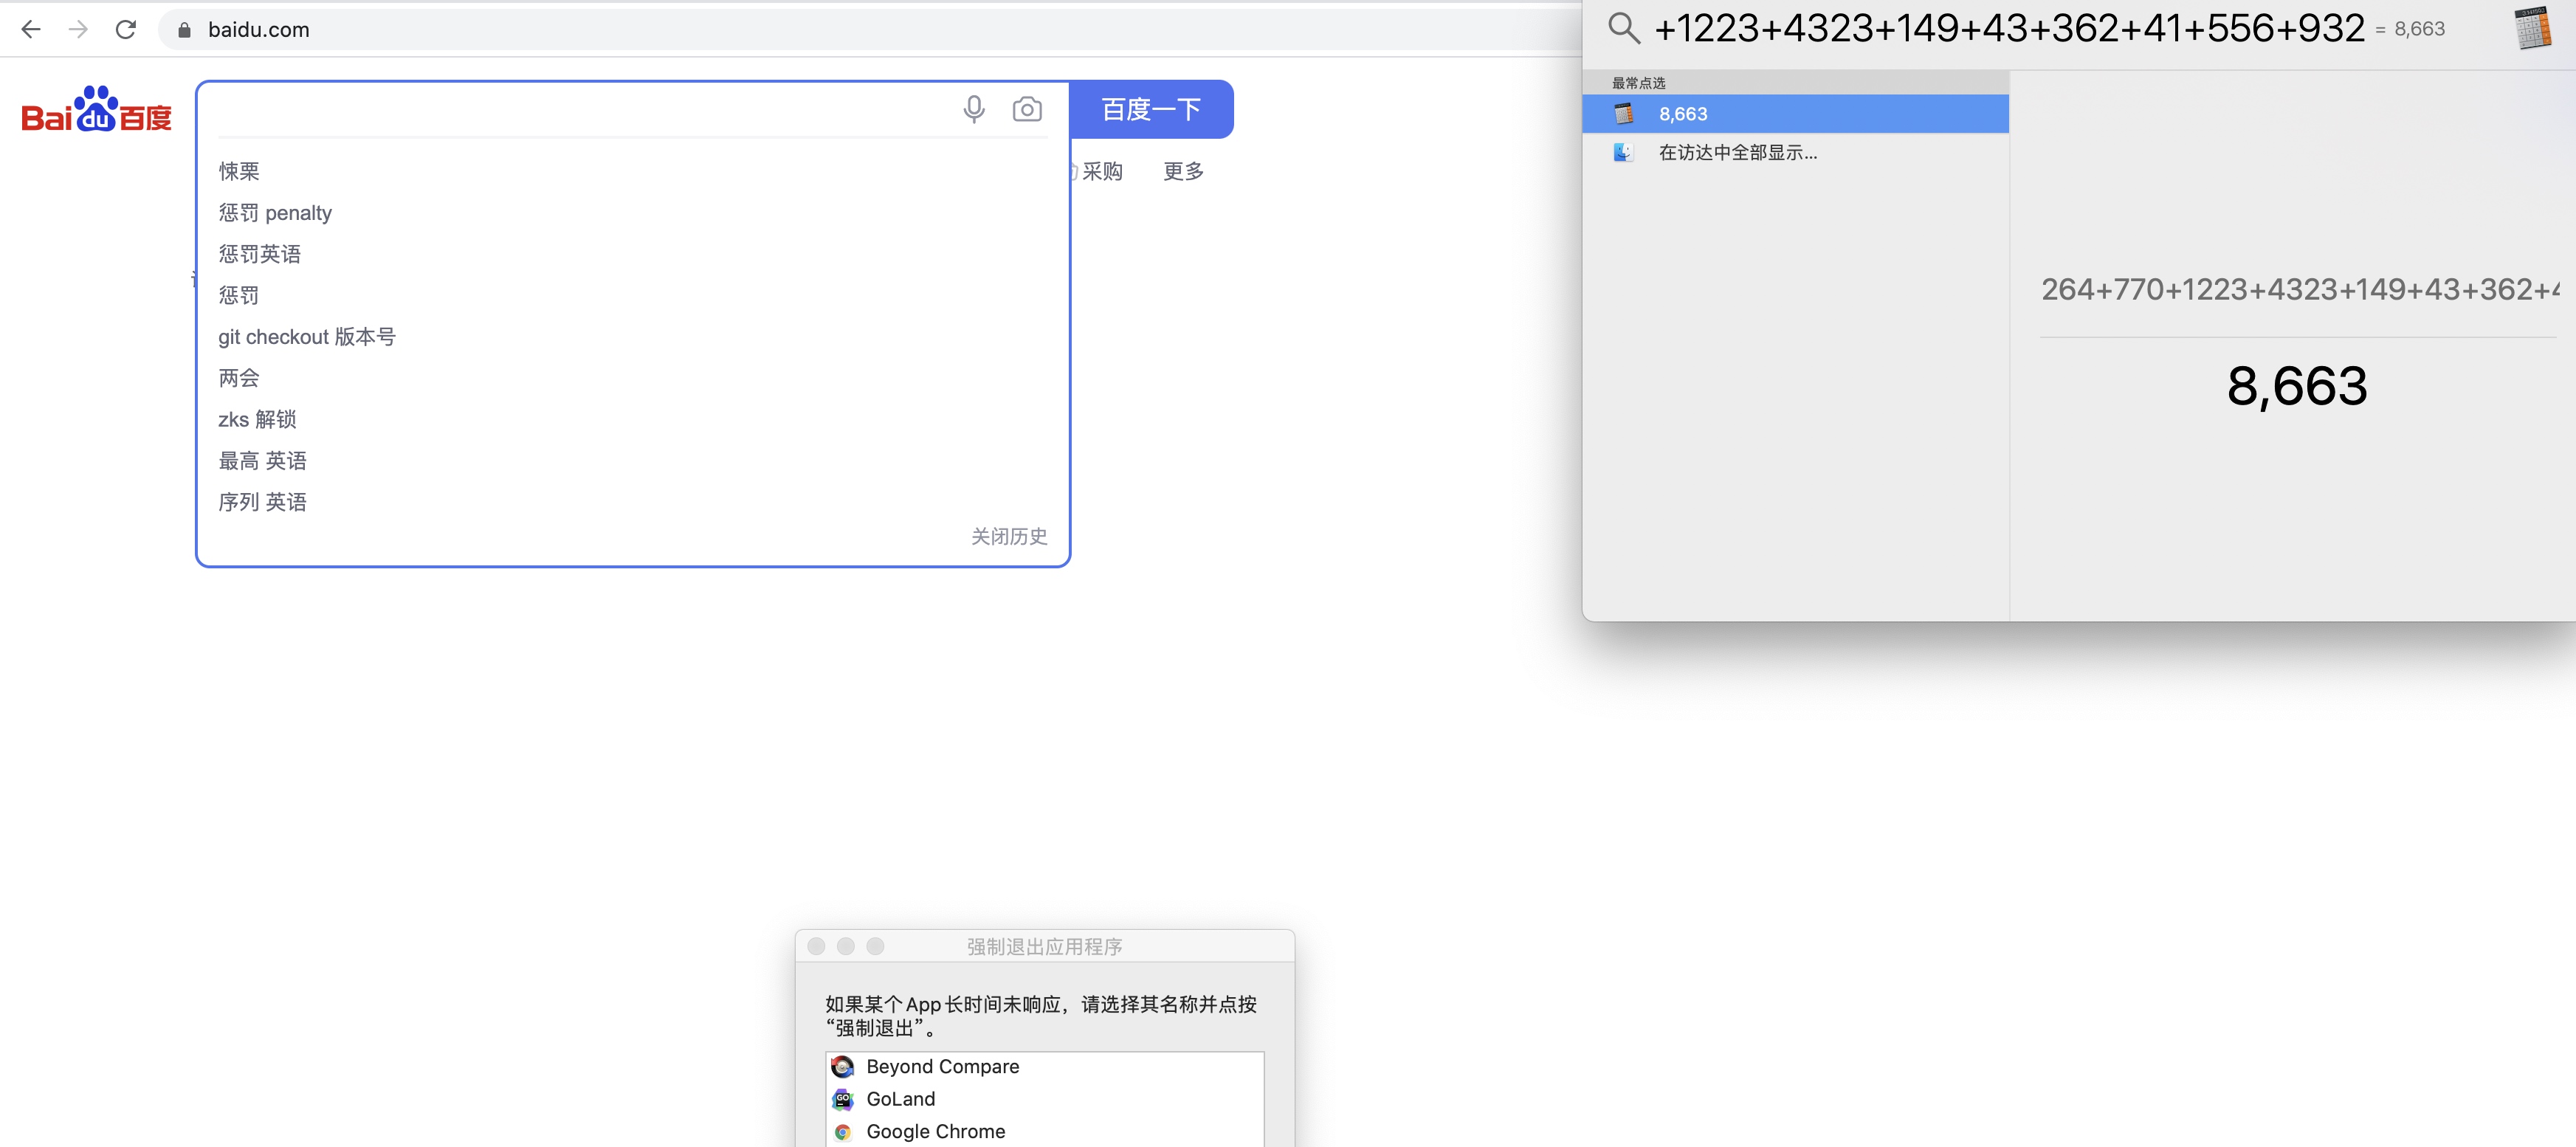 baidu.com
Bai du 百度
百度一下
采购 更多
悚栗
惩罚 penalty
惩罚英语
惩罚
git checkout 版本号
两会
zks 解锁
最高 英语
序列 英语
关闭历史
+1223+4323+149+43+362+41+556+932 = 8,663
最常点选
8,663
在访达中全部显示...
264+770+1223+4323+149+43+362+4
8,663
强制退出应用程序
如果某个App长时间未响应，请选择其名称并点按
“强制退出”。
Beyond Compare
GO GoLand
Google Chrome